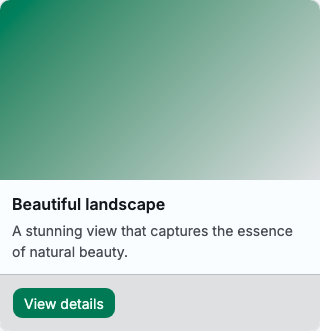 Beautiful landscape
A stunning view that captures the essence
of natural beauty.
View details